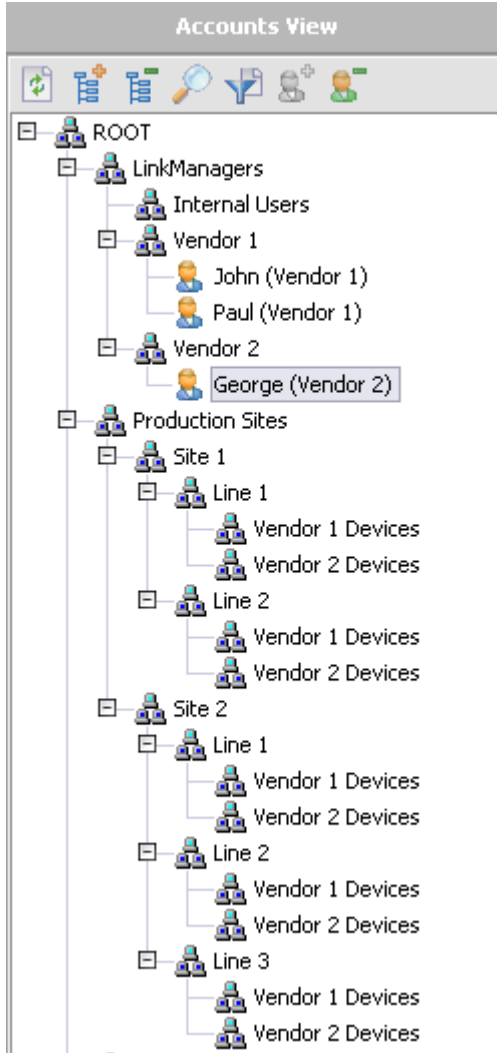 Accounts View
ROOT
LinkManagers
Internal Users
Vendor 1
John (Vendor 1)
Paul (Vendor 1)
Vendor 2
George (Vendor 2)
Production Sites
Site 1
Line 1
Vendor 1 Devices
Vendor 2 Devices
Line 2
Vendor 1 Devices
Vendor 2 Devices
Site 2
Line 1
Vendor 1 Devices
Vendor 2 Devices
Line 2
Vendor 1 Devices
Vendor 2 Devices
Line 3
Vendor 1 Devices
Vendor 2 Devices